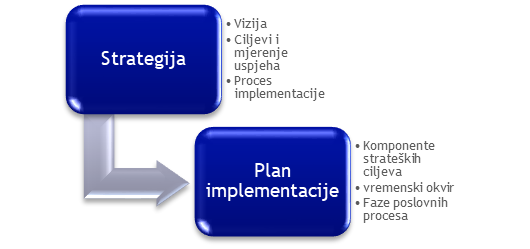 Strategija
• Vizija
• Ciljevi i
mjerenje
uspjeha
• Proces
implementacije
Plan
implementacije
• Komponente
strateških
ciljeva
• vremenski okvir
• Faze poslovnih
procesa